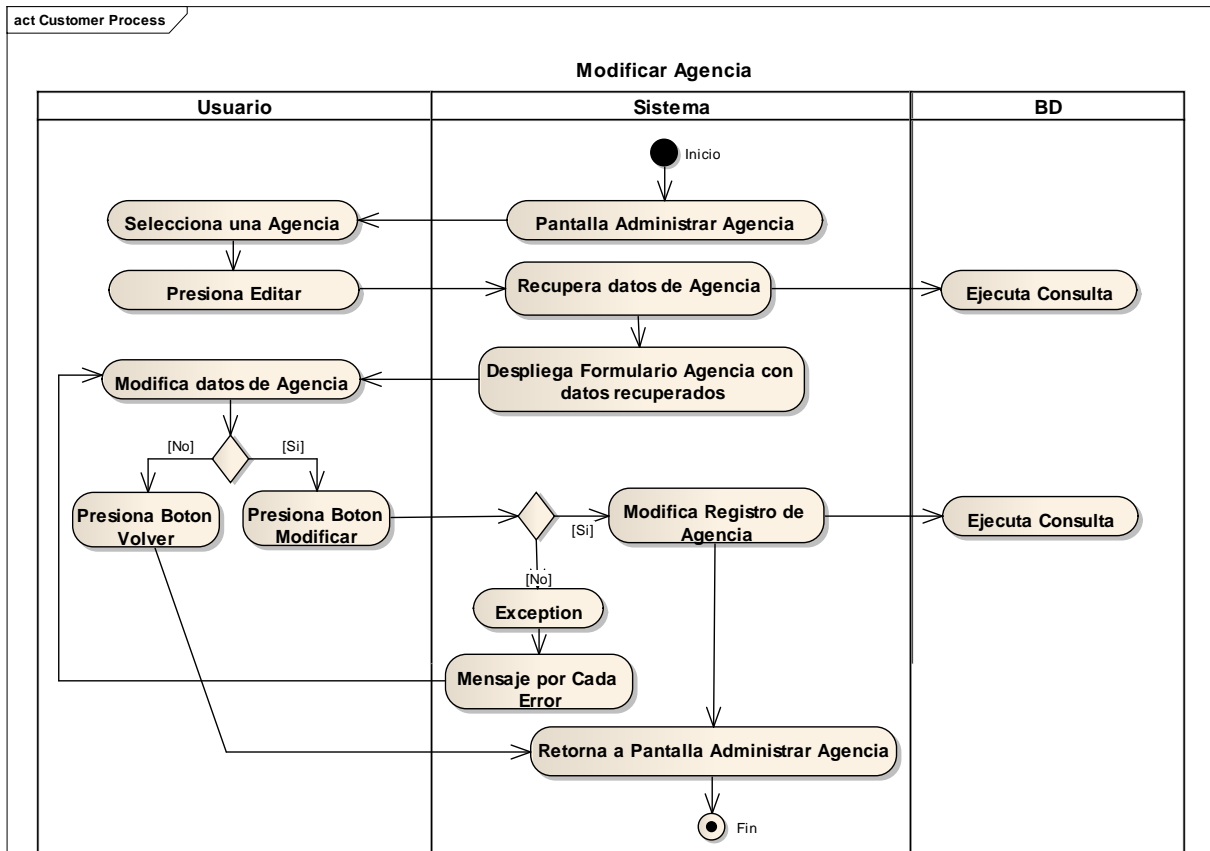 act Customer Process
Modificar Agencia
Usuario
Sistema
BD
Inicio
Selecciona una Agencia
Pantalla Administrar Agencia
Presiona Editar
Recupera datos de Agencia
Ejecuta Consulta
Modifica datos de Agencia
Despliega Formulario Agencia con
datos recuperados
[No]
[Si]
Presiona Boton
Volver
Presiona Boton
Modificar
[Si]
Modifica Registro de
Agencia
Ejecuta Consulta
[No]
Exception
Mensaje por Cada
Error
Retorna a Pantalla Administrar Agencia
Fin